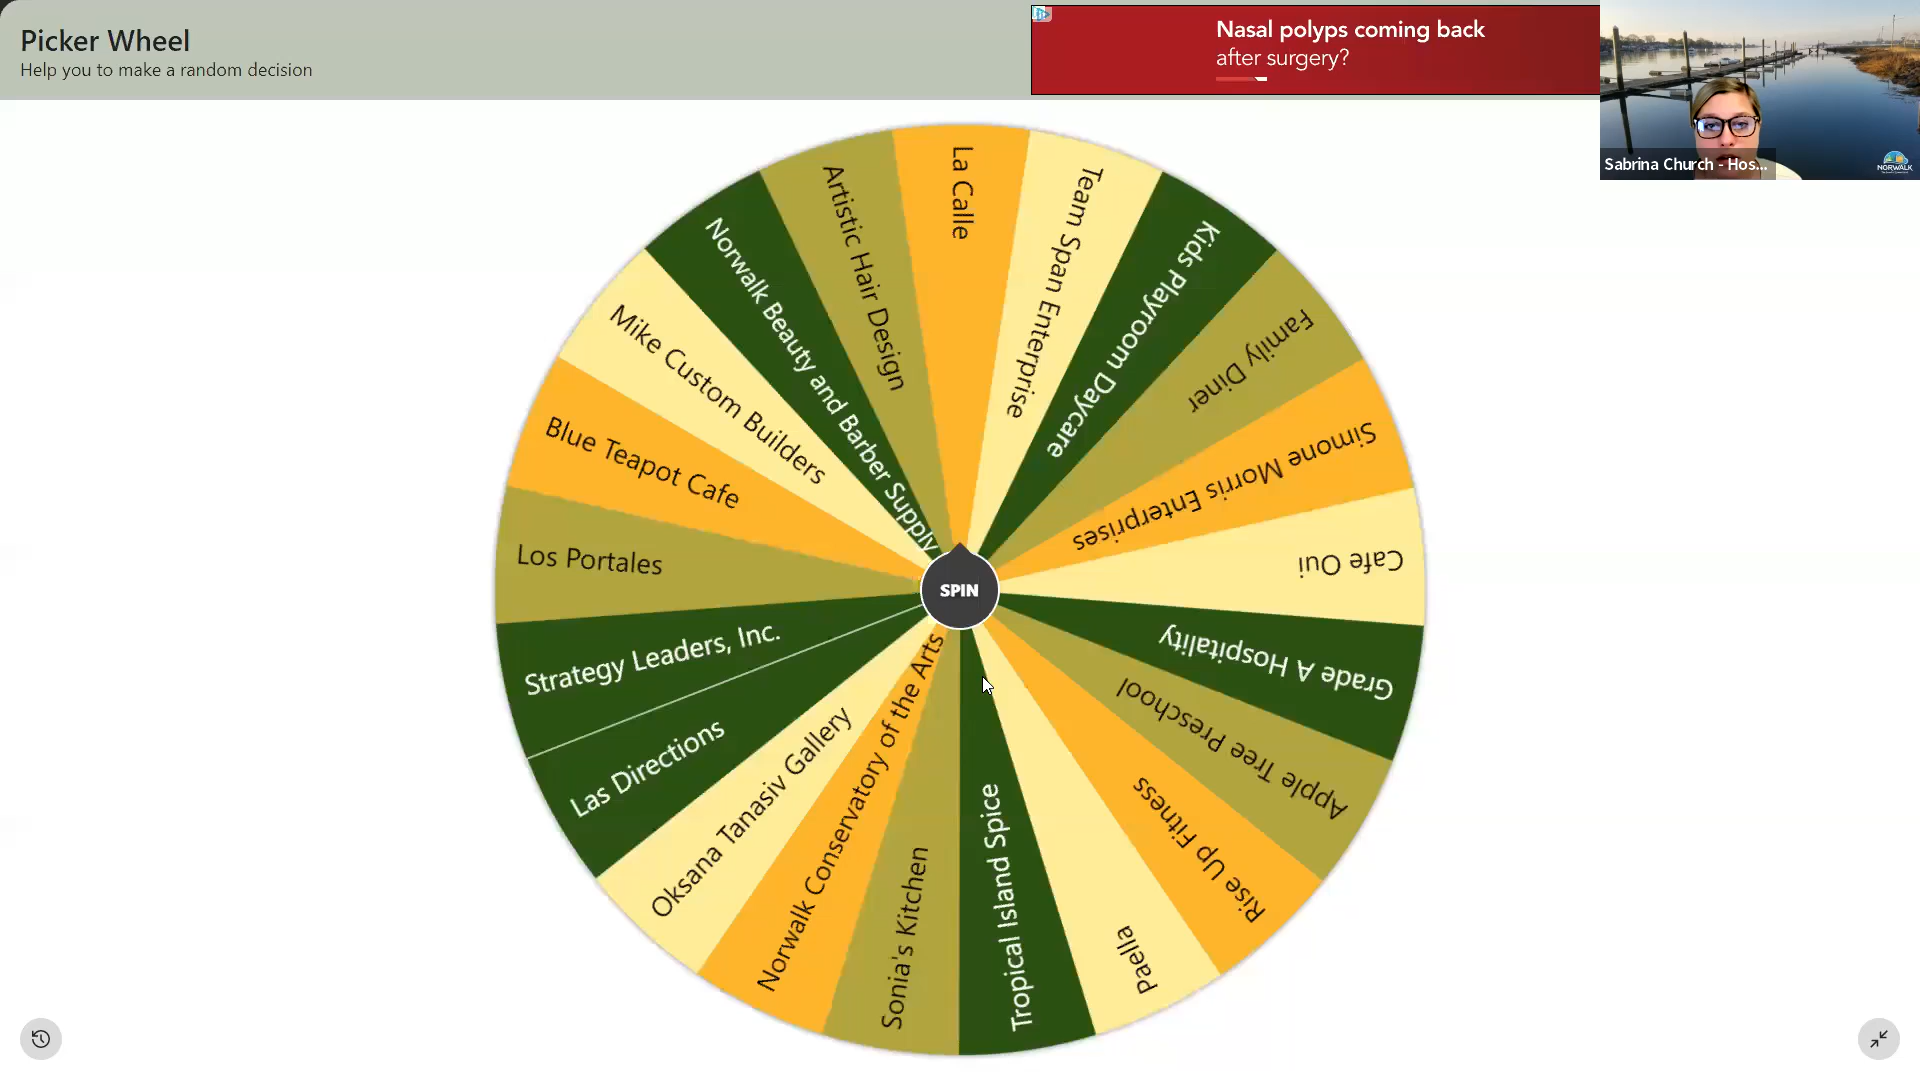 Picker Wheel
Help you to make a random decision
Nasal polyps coming back
after surgery?
Sabrina Church - Hos...
NORWALK
La Calle
Team Span Enterprise
Kids Playroom Daycare
Family Diner
Simone Morris Enterprises
Cafe Oui
Grade A Hospitality
Apple Tree Preschool
Rise Up Fitness
Paella
Tropical Island Spice
Sonia's Kitchen
Norwalk Conservatory of the Arts
Oksana Tanasiv Gallery
Las Directions
Strategy Leaders, Inc.
Los Portales
Blue Teapot Cafe
Mike Custom Builders
Norwalk Beauty and Barber Supply
Artistic Hair Design
SPIN